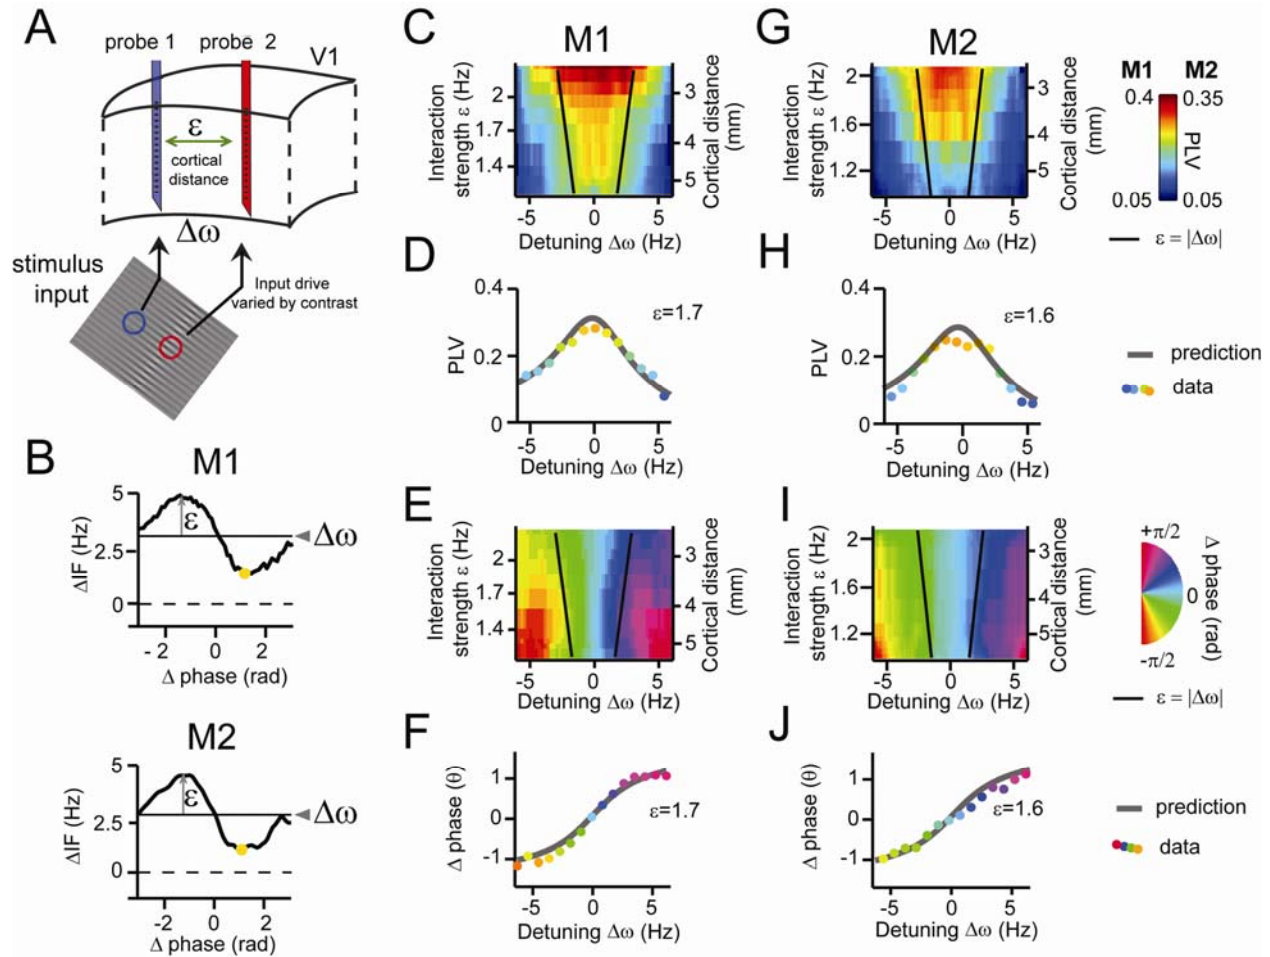 A
probe 1
probe 2
V1
ε
cortical
distance
Δω
stimulus
input
Input drive
varied by contrast
B
M1
5
2.5
0
ΔIF (Hz)
ε
Δω
- 2
0
2
Δ phase (rad)
M2
5
2.5
0
ΔIF (Hz)
ε
Δω
-2
0
2
Δ phase (rad)
C
M1
Interaction
strength ε (Hz)
2
1.7
1.4
3
4
5
Cortical distance
(mm)
-5
0
5
Detuning Δω (Hz)
D
0.4
0.2
0
PLV
ε=1.7
-5
0
5
Detuning Δω (Hz)
E
Interaction
strength ε (Hz)
2
1.7
1.4
3
4
5
Cortical distance
(mm)
-5
0
5
Detuning Δω (Hz)
F
1
0
-1
Δ phase (θ)
ε=1.7
-5
0
5
Detuning Δω (Hz)
G
M2
Interaction
strength ε (Hz)
2
1.6
1.2
3
4
5
Cortical distance
(mm)
-5
0
5
Detuning Δω (Hz)
M1 M2
0.4
0.35
PLV
0.05
0.05
ε = |Δω|
H
0.4
0.2
0
PLV
ε=1.6
-5
0
5
Detuning Δω (Hz)
prediction
data
I
Interaction
strength ε (Hz)
2
1.6
1.2
3
4
5
Cortical distance
(mm)
-5
0
5
Detuning Δω (Hz)
+π/2
0
-π/2
Δ phase (rad)
ε = |Δω|
J
1
0
-1
Δ phase (θ)
ε=1.6
-5
0
5
Detuning Δω (Hz)
prediction
data